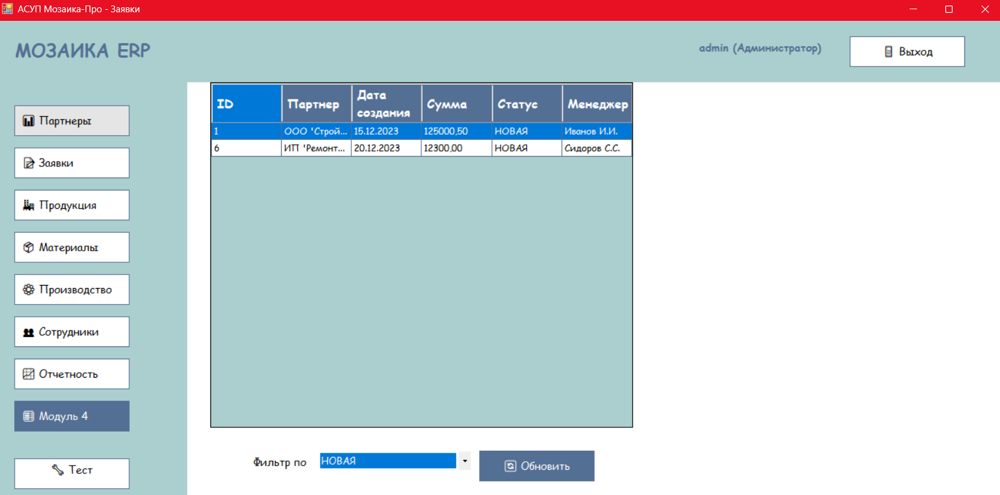 АСУП Мозаика-Про - Заявки
МОЗАИКА ERP
admin (Администратор)
Выход
Партнеры
Заявки
Продукция
Материалы
Производство
Сотрудники
Отчетность
Модуль 4
Тест
ID Партнер Дата создания Сумма Статус Менеджер
1 ООО "Строй... 15.12.2023 125000,50 НОВАЯ Иванов И.И.
6 ИП "Ремонт... 20.12.2023 12300,00 НОВАЯ Сидоров С.С.
Фильтр по НОВАЯ Обновить